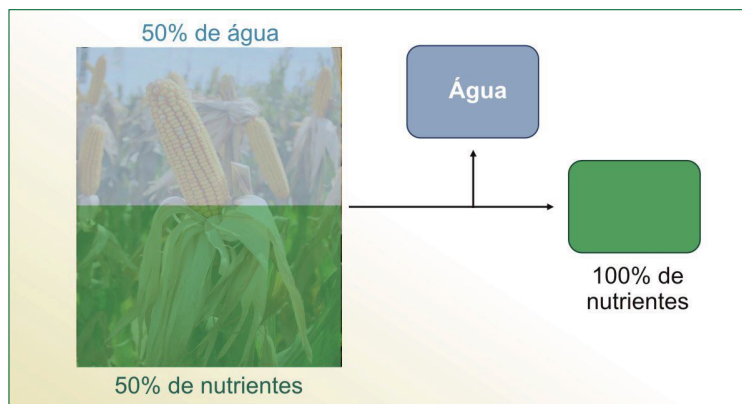 50% de água
Água
100% de
nutrientes
50% de nutrientes